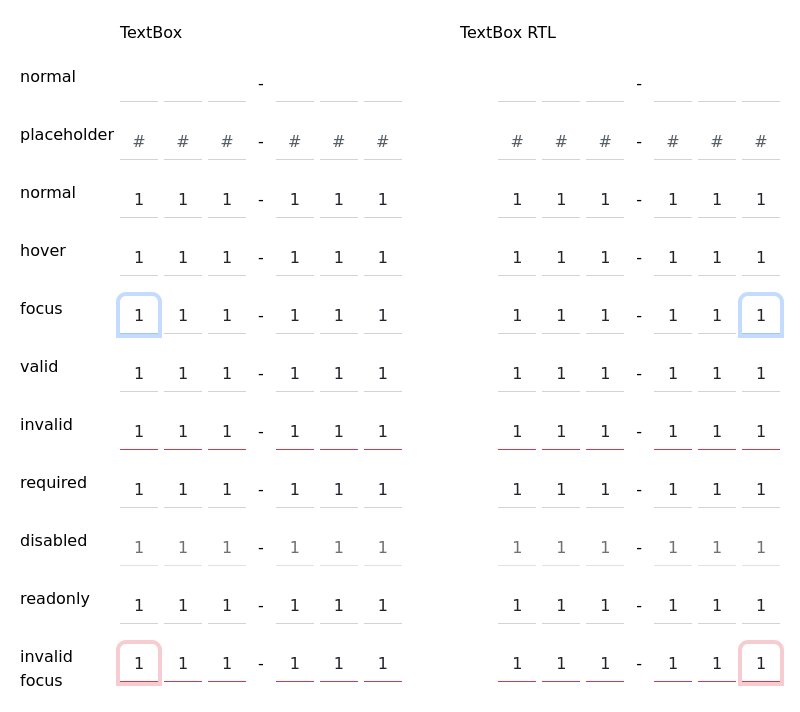 TextBox TextBox RTL
normal - -
placeholder # # # - # # # # # # - # # #
normal 1 1 1 - 1 1 1 1 1 1 - 1 1 1
hover 1 1 1 - 1 1 1 1 1 1 - 1 1 1
focus 1 1 1 - 1 1 1 1 1 1 - 1 1 1
valid 1 1 1 - 1 1 1 1 1 1 - 1 1 1
invalid 1 1 1 - 1 1 1 1 1 1 - 1 1 1
required 1 1 1 - 1 1 1 1 1 1 - 1 1 1
disabled 1 1 1 - 1 1 1 1 1 1 - 1 1 1
readonly 1 1 1 - 1 1 1 1 1 1 - 1 1 1
invalid 1 1 1 - 1 1 1 1 1 1 - 1 1 1
focus